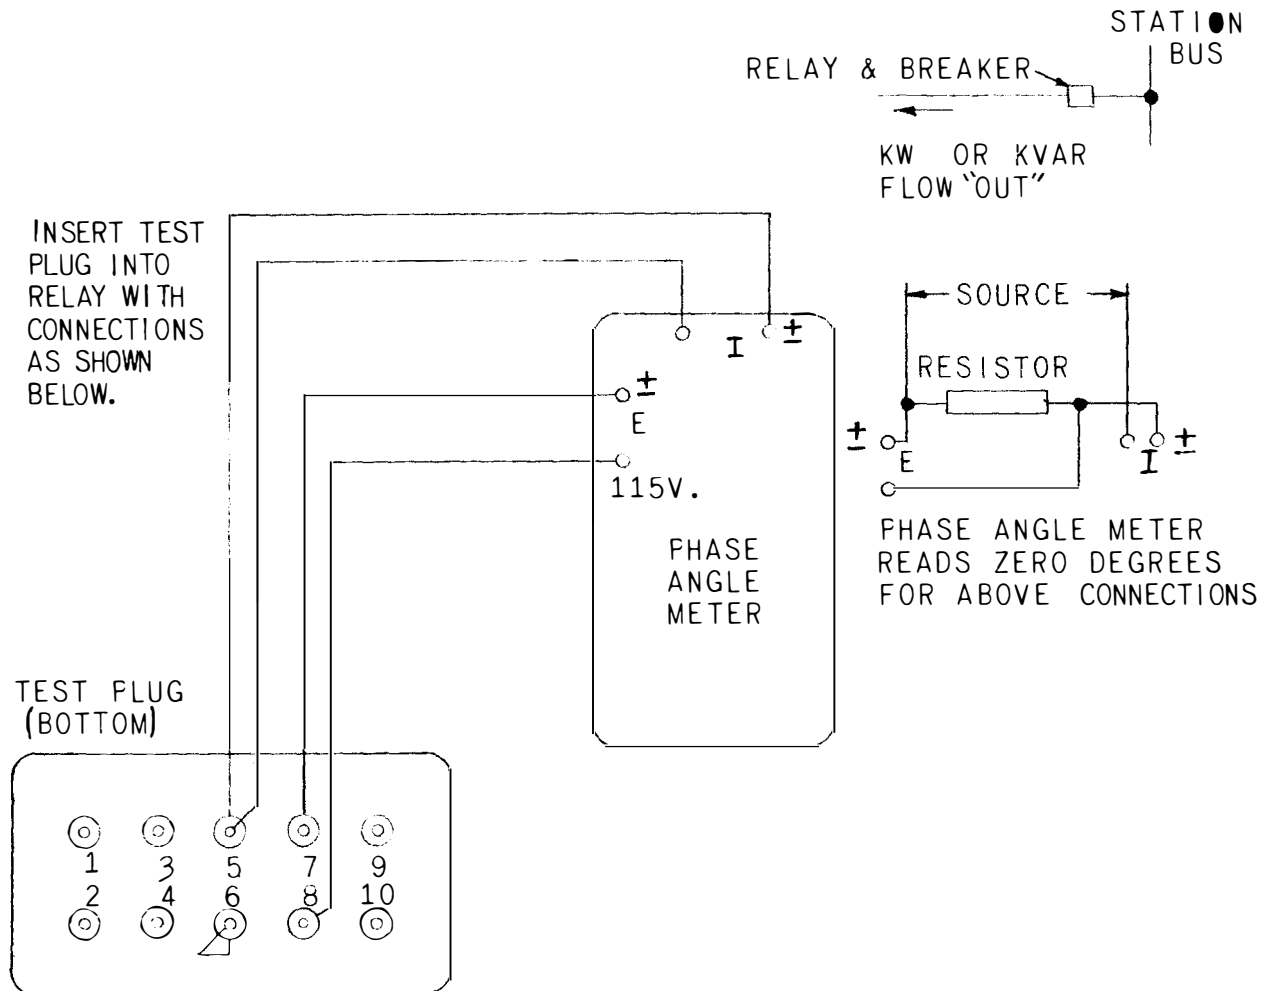 STATION
BUS
RELAY & BREAKER
KW OR KVAR
FLOW "OUT"
INSERT TEST
PLUG INTO
RELAY WITH
CONNECTIONS
AS SHOWN
BELOW.
I ±
±
E
115V.
PHASE
ANGLE
METER
SOURCE
RESISTOR
±
E
I ±
PHASE ANGLE METER
READS ZERO DEGREES
FOR ABOVE CONNECTIONS
TEST PLUG
(BOTTOM)
1 3 5 7 9
2 4 6 8 10